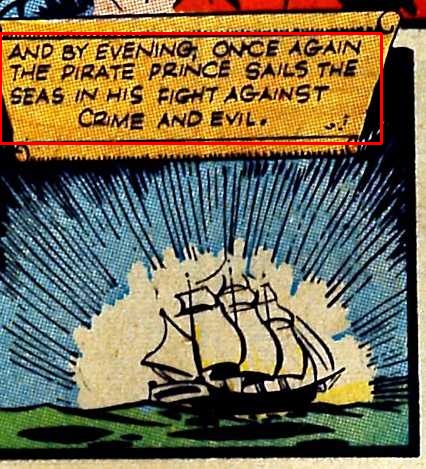 AND BY EVENING, ONCE AGAIN
THE PIRATE PRINCE SAILS THE
SEAS IN HIS FIGHT AGAINST
CRIME AND EVIL.